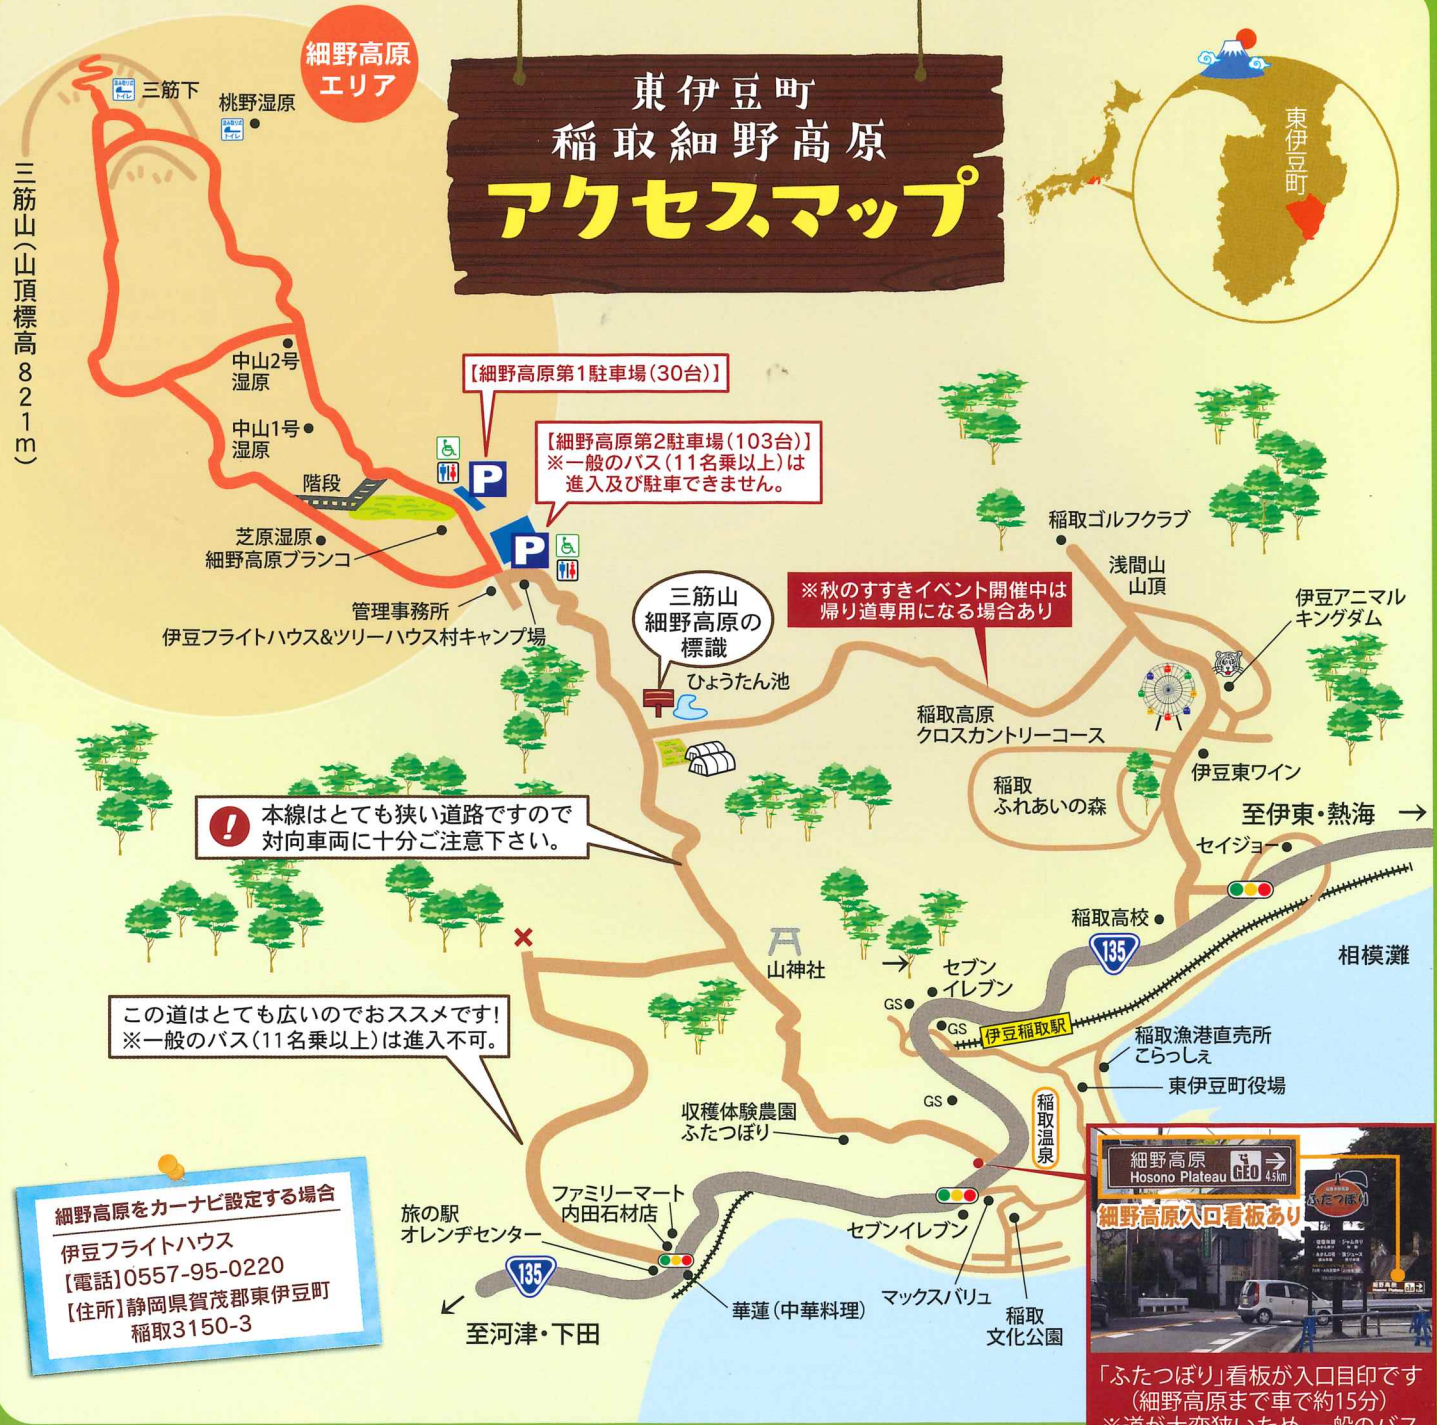 細野高原
エリア
東伊豆町
稲取細野高原
アクセスマップ
東伊豆町
三筋下
桃野湿原
三筋山(山頂標高821m)
中山2号
湿原
中山1号
湿原
階段
芝原湿原
細野高原ブランコ
管理事務所
伊豆フライトハウス&ツリーハウス村キャンプ場
【細野高原第1駐車場(30台)】
P
【細野高原第2駐車場(103台)】
※一般のバス(11名乗以上)は
進入及び駐車できません。
P
三筋山
細野高原の
標識
ひょうたん池
※秋のすすきイベント開催中は
帰り道専用になる場合あり
稲取ゴルフクラブ
浅間山
山頂
伊豆アニマル
キングダム
稲取高原
クロスカントリーコース
稲取
ふれあいの森
伊豆東ワイン
至伊東・熱海 →
セイジョー
稲取高校
135
相模灘
! 本線はとても狭い道路ですので
対向車両に十分ご注意下さい。
山神社
→
セブン
イレブン
GS
GS
伊豆稲取駅
稲取漁港直売所
こらっしぇ
東伊豆町役場
GS
稲取温泉
この道はとても広いのでおススメです!
※一般のバス(11名乗以上)は進入不可。
収穫体験農園
ふたつぼり
ファミリーマート
内田石材店
旅の駅
オレンヂセンター
135
至河津・下田
華蓮(中華料理)
セブンイレブン
マックスバリュ
稲取
文化公園
細野高原をカーナビ設定する場合
伊豆フライトハウス
【電話】0557-95-0220
【住所】静岡県賀茂郡東伊豆町
稲取3150-3
細野高原
Hosono Plateau GEO 4.5km
細野高原入口看板あり
ふたつぼり
「ふたつぼり」看板が入口目印です
(細野高原まで車で約15分)
※道が大変狭いため、一般のバス